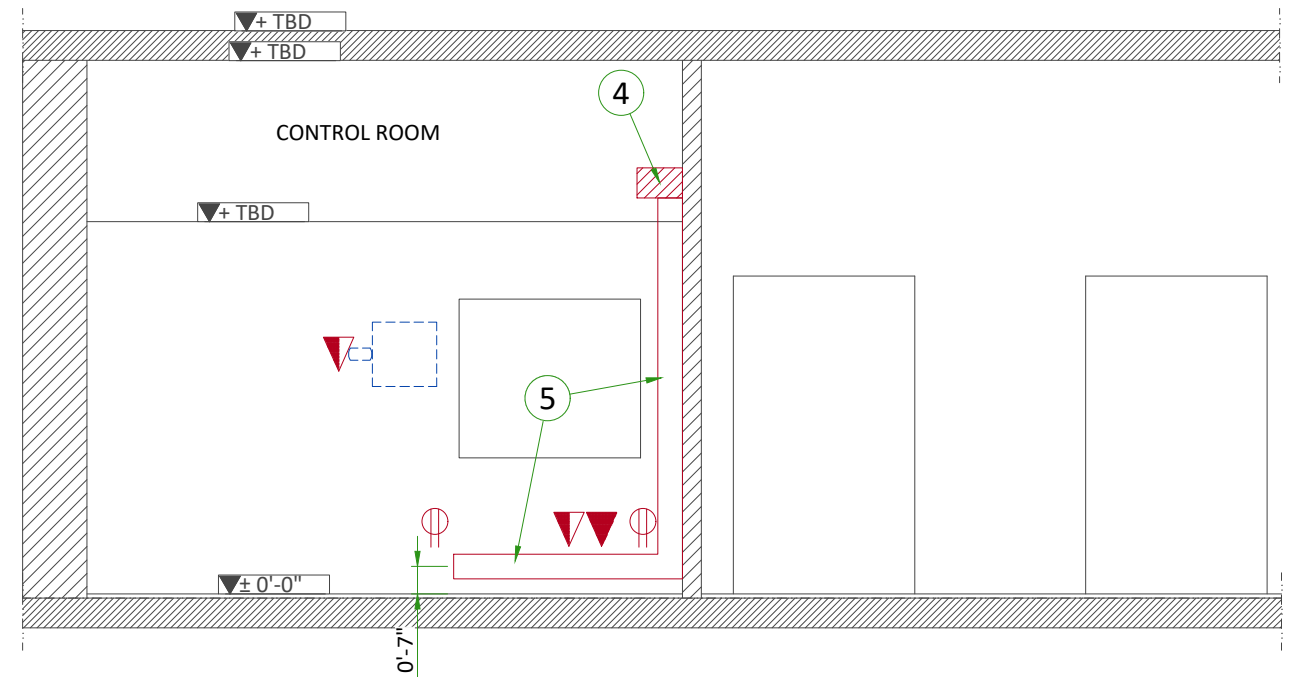 + TBD
+ TBD
4
CONTROL ROOM
+ TBD
5
± 0'-0"
0'-7"